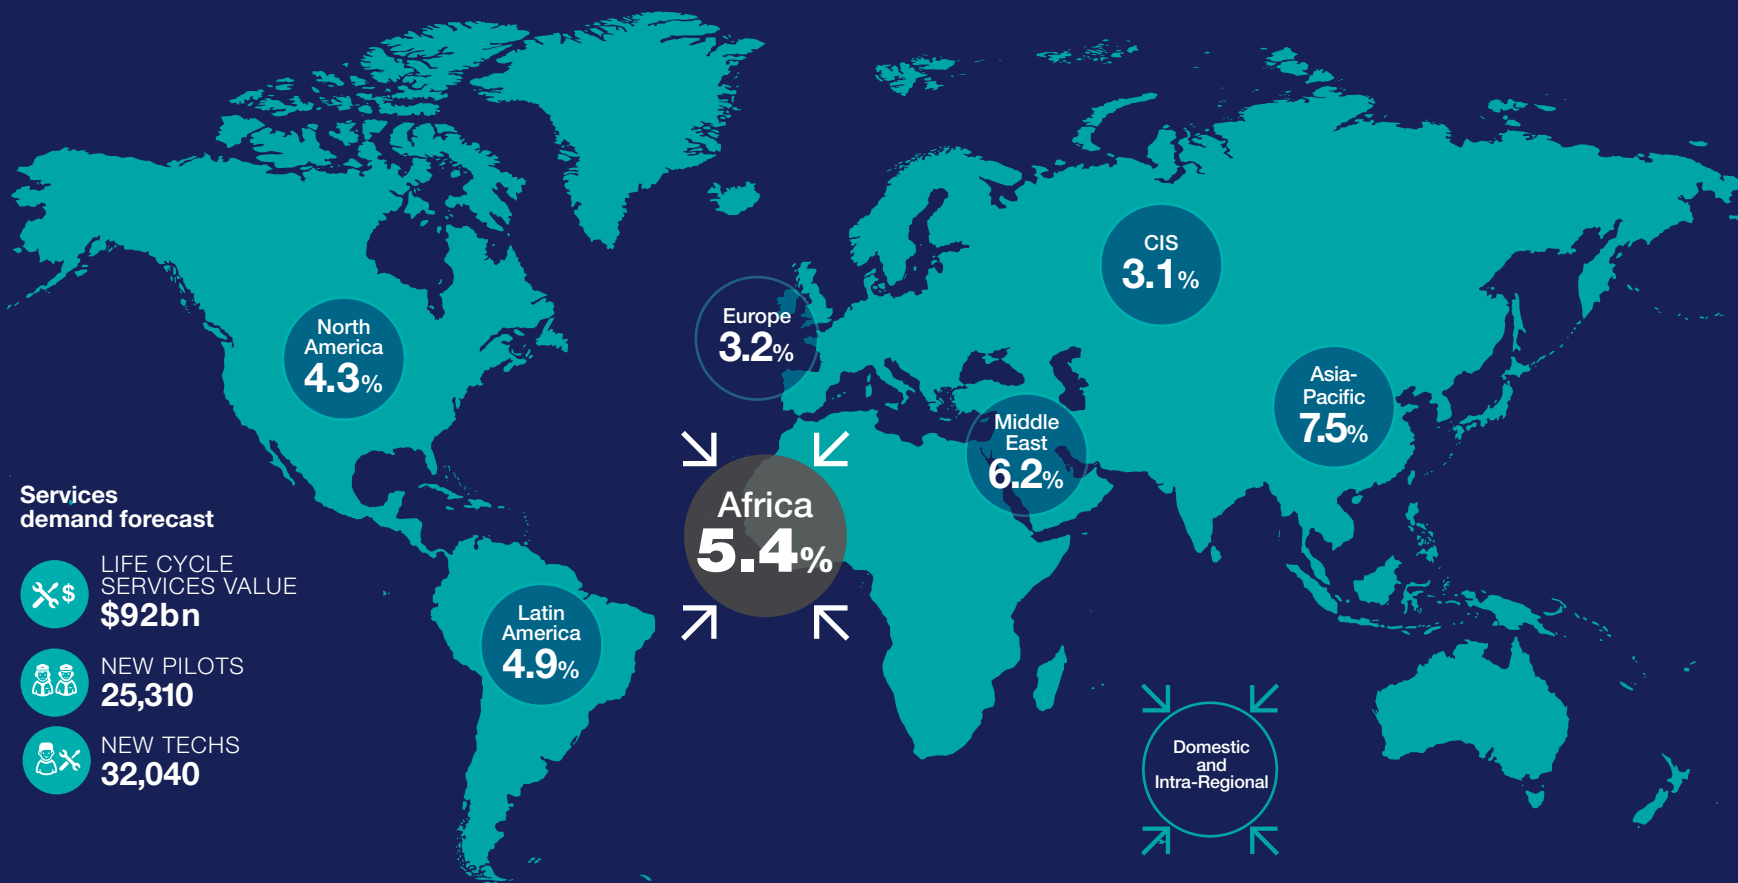 North
America
4.3%
Europe
3.2%
CIS
3.1%
Asia-
Pacific
7.5%
Middle
East
6.2%
Africa
5.4%
Latin
America
4.9%
Services
demand forecast
$
LIFE CYCLE
SERVICES VALUE
$92bn
NEW PILOTS
25,310
NEW TECHS
32,040
Domestic
and
Intra-Regional